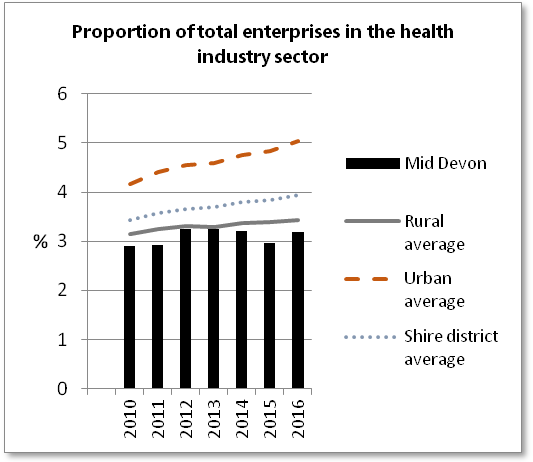 Proportion of total enterprises in the health
industry sector
6
5
4
3
2
1
0
%
2010
2011
2012
2013
2014
2015
2016
Mid Devon
Rural
average
Urban
average
Shire district
average